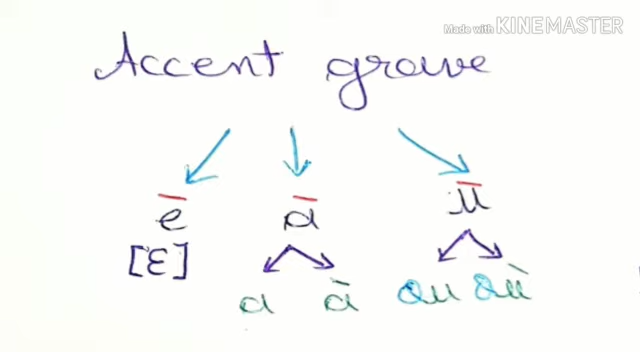 Made with KINEMASTER
Accent grave
ē ā ū
[ɛ]
a à ou où